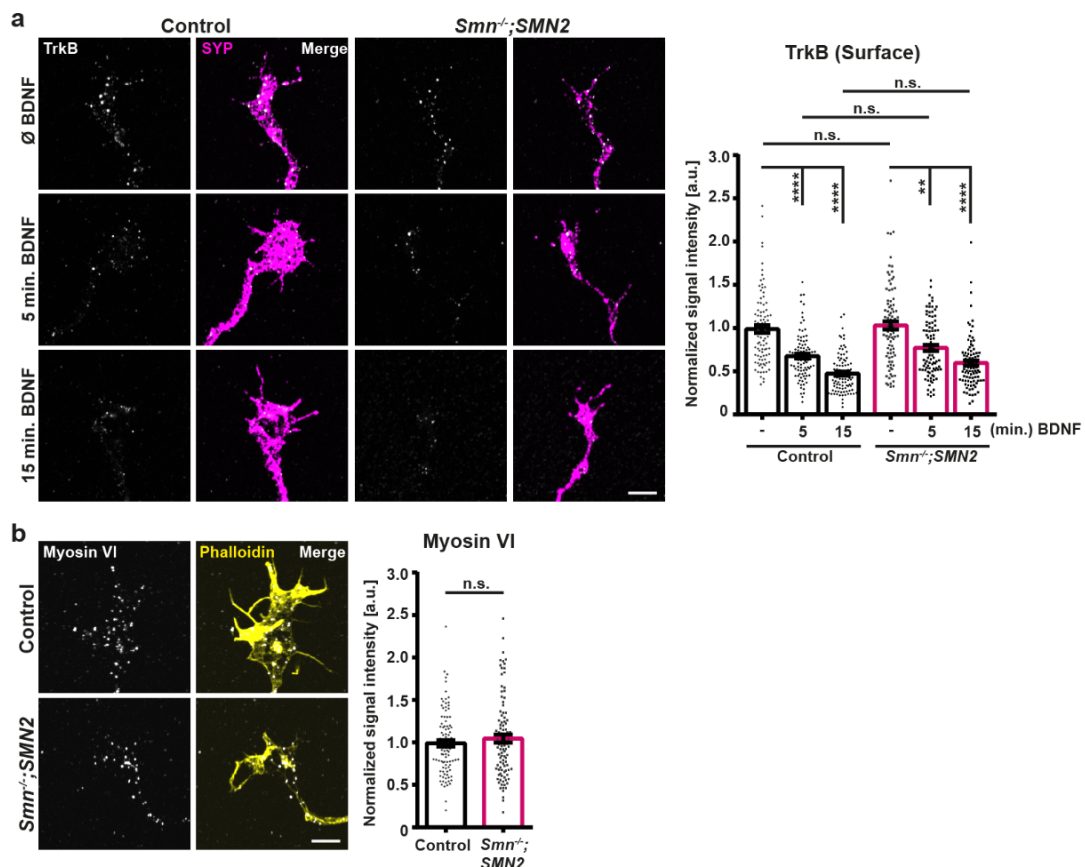 a
Control
Smn-/-;SMN2
TrkB
SYP
Merge
Ø BDNF
5 min. BDNF
15 min. BDNF
TrkB (Surface)
n.s.
n.s.
n.s.
**** **** ** ****
Normalized signal intensity [a.u.]
3.0
2.5
2.0
1.5
1.0
0.5
0
- 5 15 - 5 15 (min.) BDNF
Control Smn-/-;SMN2
b
Myosin VI
Phalloidin
Merge
Control
Smn-/-;SMN2
Myosin VI
n.s.
Normalized signal intensity [a.u.]
3.0
2.5
2.0
1.5
1.0
0.5
0
Control Smn-/-;
SMN2